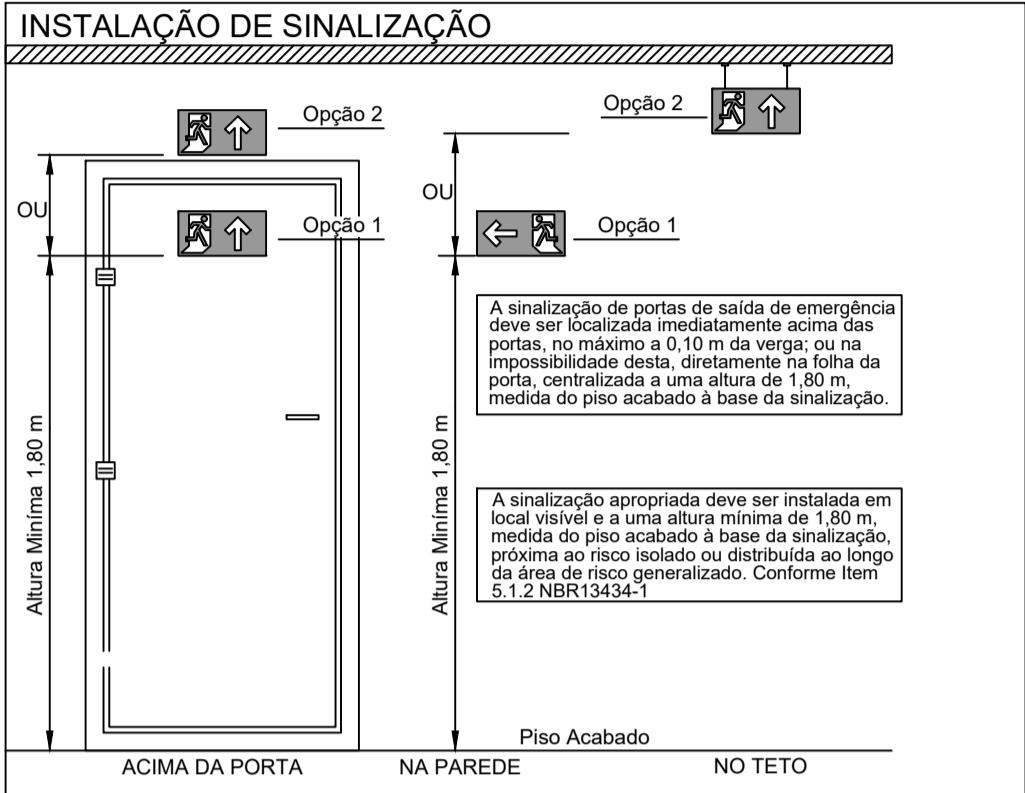 INSTALAÇÃO DE SINALIZAÇÃO
Opção 2
Opção 2
OU
OU
Opção 1
Opção 1
A sinalização de portas de saída de emergência
deve ser localizada imediatamente acima das
portas, no máximo a 0,10 m da verga; ou na
impossibilidade desta, diretamente na folha da
porta, centralizada a uma altura de 1,80 m,
medida do piso acabado à base da sinalização.
Altura Miníma 1,80 m
Altura Miníma 1,80 m
A sinalização apropriada deve ser instalada em
local visível e a uma altura mínima de 1,80 m,
medida do piso acabado à base da sinalização,
próxima ao risco isolado ou distribuída ao longo
da área de risco generalizado. Conforme Item
5.1.2 NBR13434-1
Piso Acabado
ACIMA DA PORTA
NA PAREDE
NO TETO